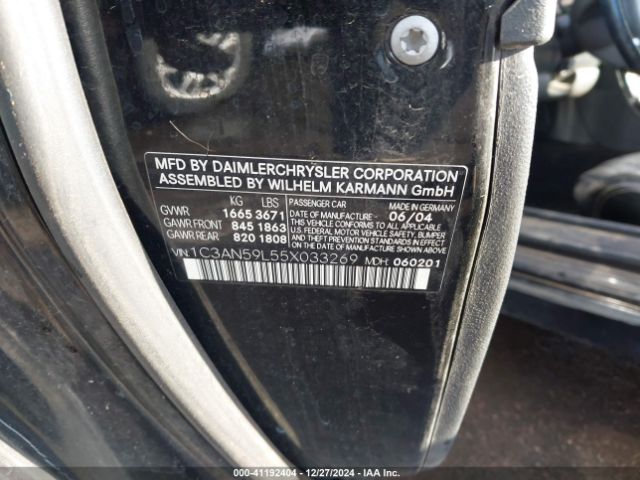 MFD BY DAIMLERCHRYSLER CORPORATION
ASSEMBLED BY WILHELM KARMANN GmbH
KG LBS
GVWR 1665 3671
GAWR FRONT 845 1863
GAWR REAR 820 1808
PASSENGER CAR MADE IN GERMANY
DATE OF MANUFACTURE - 06/04
THIS VEHICLE CONFORMS TO ALL APPLICABLE
U.S. FEDERAL MOTOR VEHICLE SAFETY, BUMPER
AND THEFT PREVENTION STANDARDS IN EFFECT
ON THE DATE OF MANUFACTURE SHOWN ABOVE.
VIN: 1C3AN59L55X033269 MDH: 060201
000-41192404 | 12/27/2024 | IAA Inc.